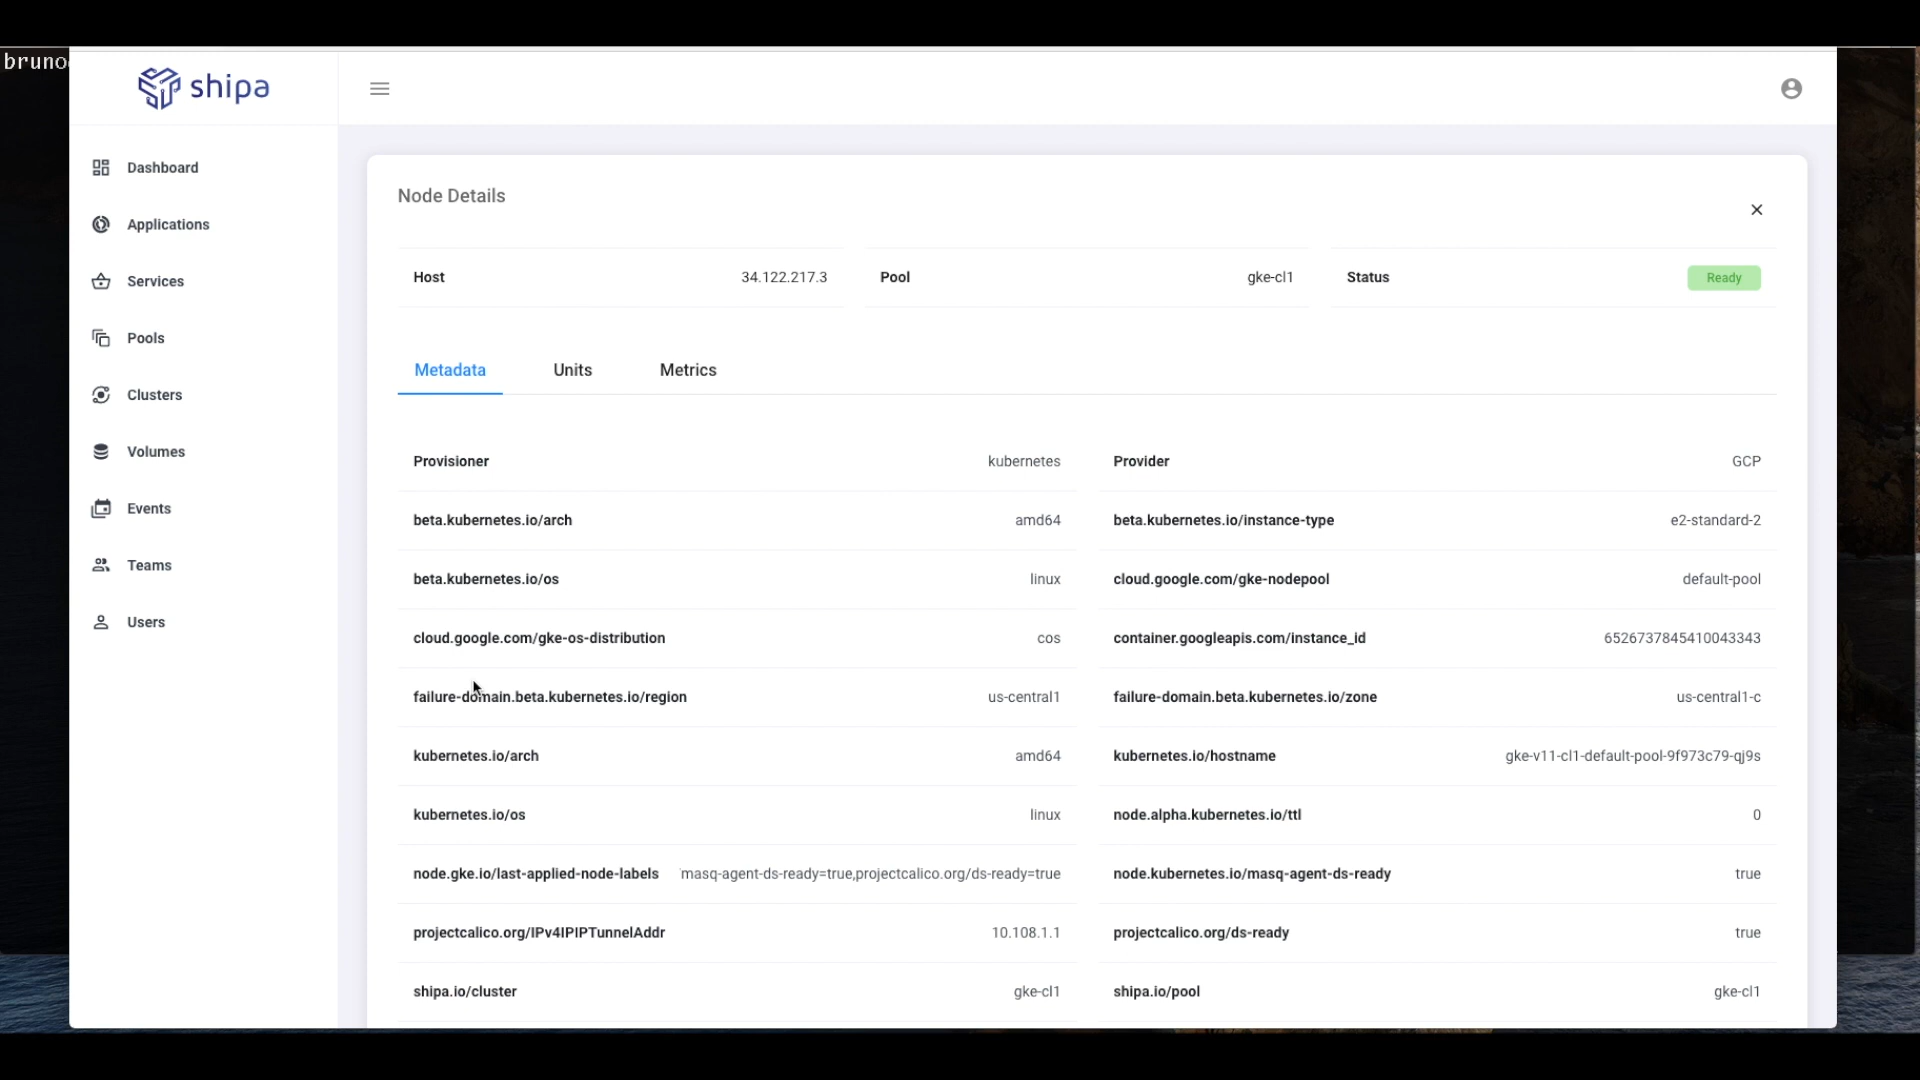 bruno
shipa
Dashboard
Applications
Services
Pools
Clusters
Volumes
Events
Teams
Users
Node Details
Host 34.122.217.3 Pool gke-cl1 Status Ready
Metadata Units Metrics
Provisioner kubernetes Provider GCP
beta.kubernetes.io/arch amd64 beta.kubernetes.io/instance-type e2-standard-2
beta.kubernetes.io/os linux cloud.google.com/gke-nodepool default-pool
cloud.google.com/gke-os-distribution cos container.googleapis.com/instance_id 6526737845410043343
failure-domain.beta.kubernetes.io/region us-central1 failure-domain.beta.kubernetes.io/zone us-central1-c
kubernetes.io/arch amd64 kubernetes.io/hostname gke-v11-cl1-default-pool-9f973c79-qj9s
kubernetes.io/os linux node.alpha.kubernetes.io/ttl 0
node.gke.io/last-applied-node-labels masq-agent-ds-ready=true,projectcalico.org/ds-ready=true node.kubernetes.io/masq-agent-ds-ready true
projectcalico.org/IPv4IPIPTunnelAddr 10.108.1.1 projectcalico.org/ds-ready true
shipa.io/cluster gke-cl1 shipa.io/pool gke-cl1